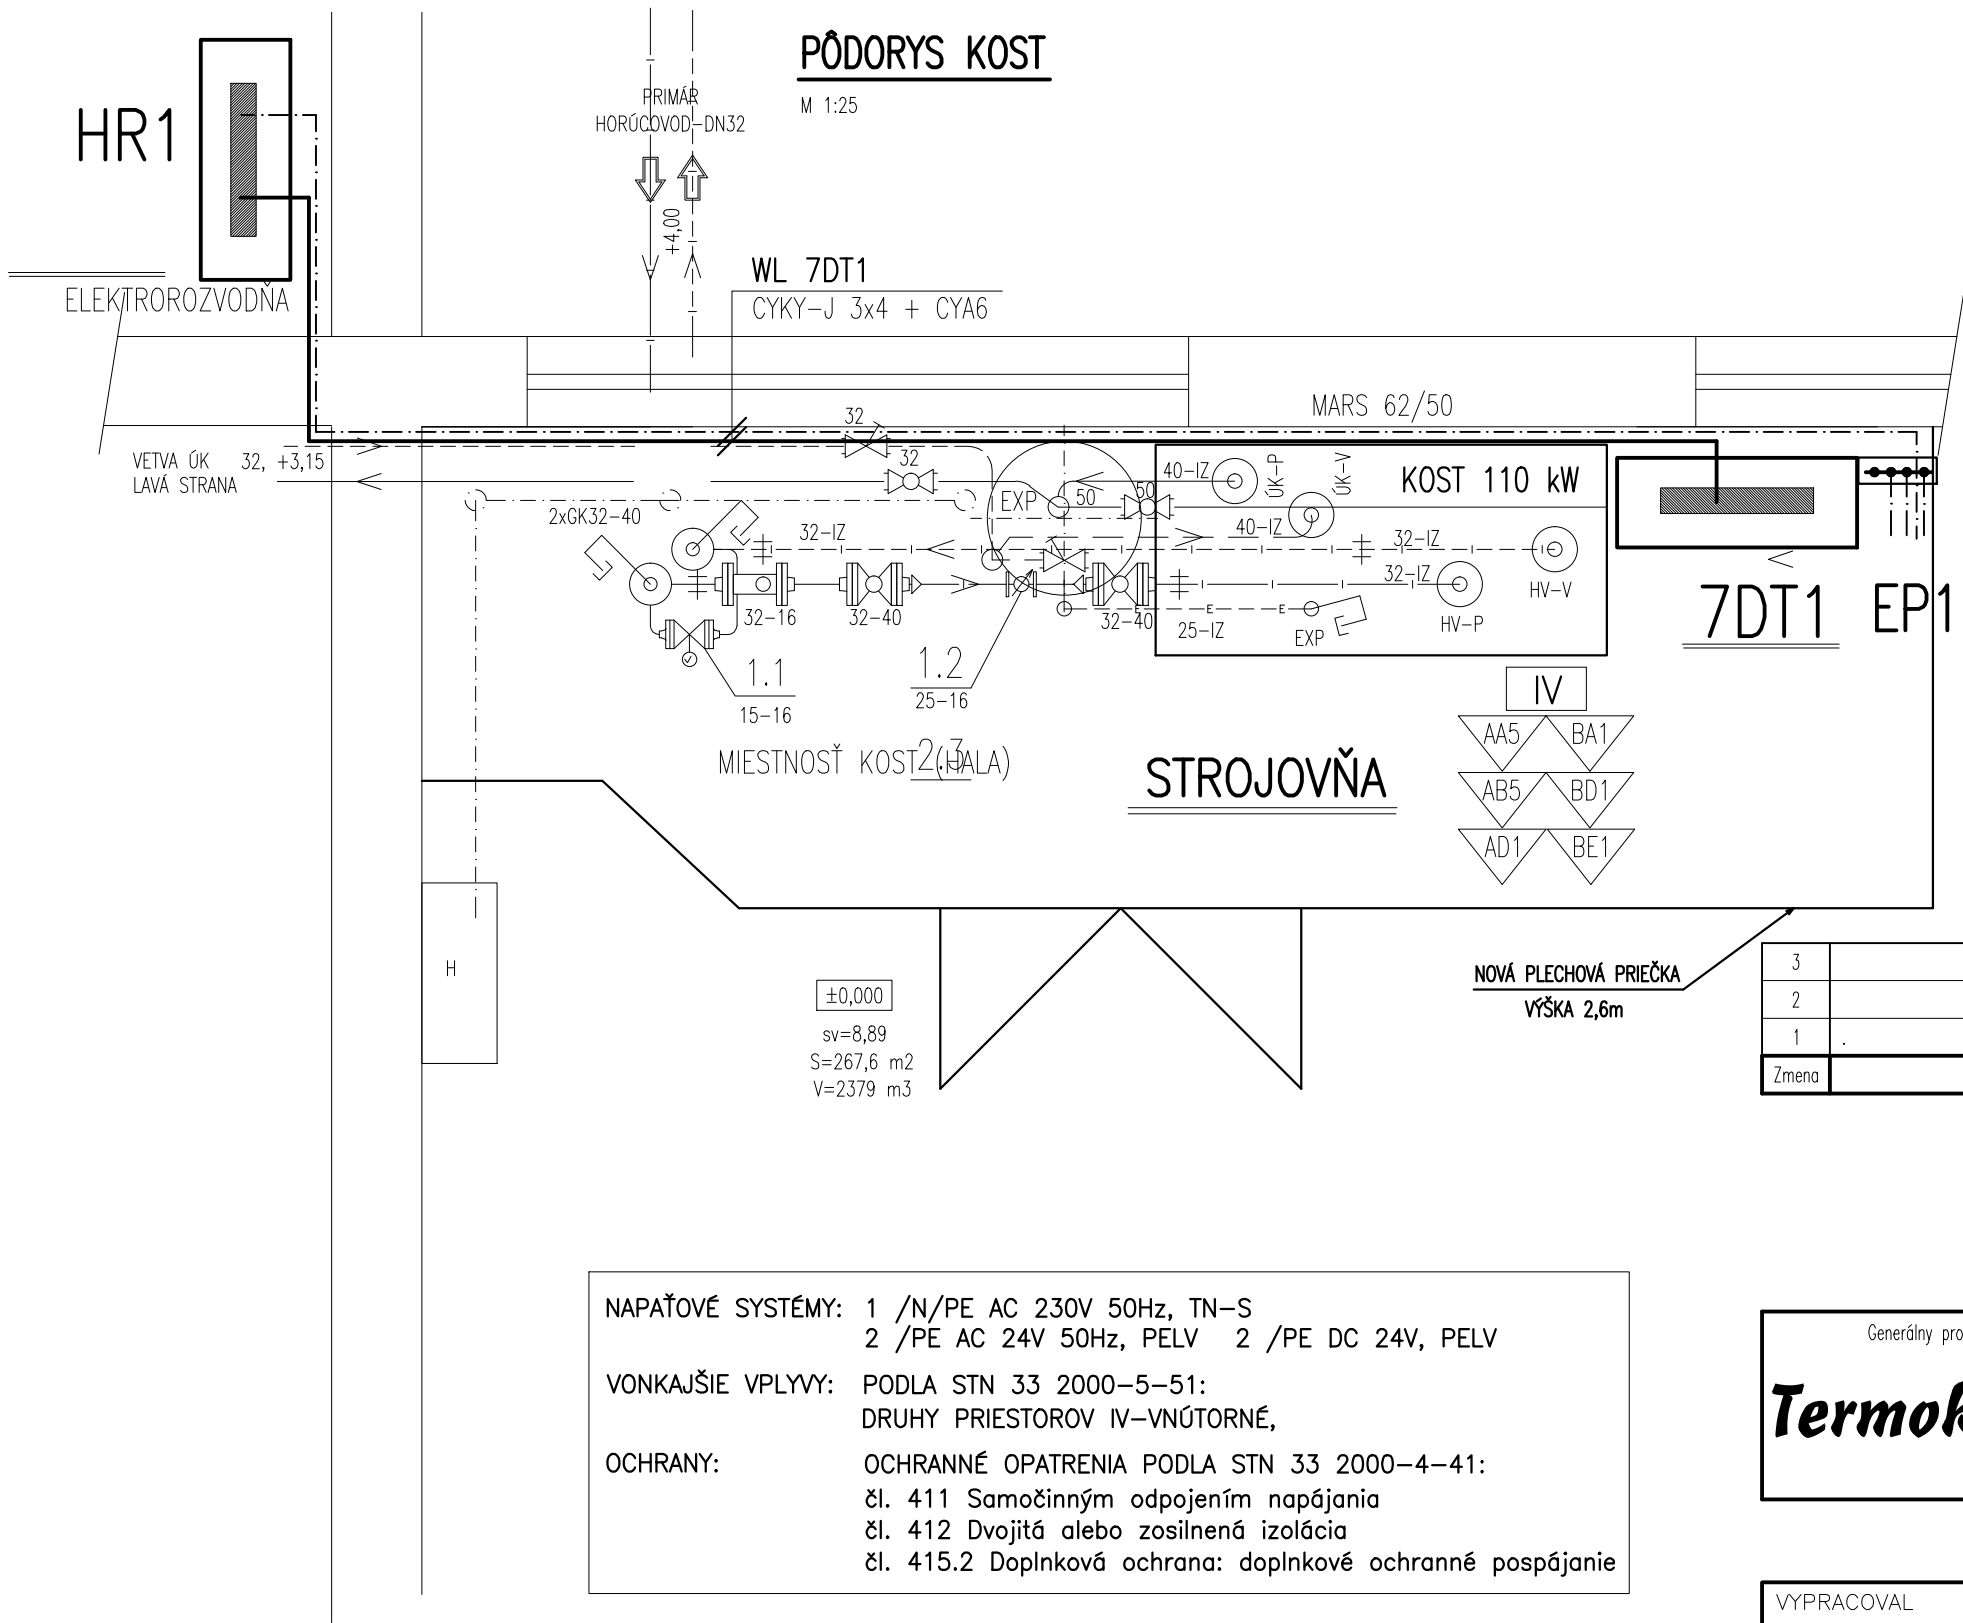 PÔDORYS KOST
M 1:25
HR1
PRIMÁR
HORÚCOVOD-DN32
+4,00
ELEKTROROZVODŇA
WL 7DT1
CYKY-J 3x4 + CYA6
MARS 62/50
VETVA ÚK 32, +3,15
LAVÁ STRANA
32
32
EXP
50
50
40-IZ
ÚK-P
ÚK-V
KOST 110 kW
2xGK32-40
32-IZ
40-IZ
32-IZ
32-IZ
HV-V
HV-P
32-16
32-40
32-40
25-IZ
EXP
E E E
7DT1
EP1
1.1
15-16
1.2
25-16
2.3
MIESTNOSŤ KOST (HALA)
STROJOVŇA
IV
AA5 BA1
AB5 BD1
AD1 BE1
H
±0,000
sv=8,89
S=267,6 m2
V=2379 m3
NOVÁ PLECHOVÁ PRIEČKA
VÝŠKA 2,6m
3
2
1 .
Zmena
NAPAŤOVÉ SYSTÉMY: 1 /N/PE AC 230V 50Hz, TN-S
2 /PE AC 24V 50Hz, PELV 2 /PE DC 24V, PELV
VONKAJŠIE VPLYVY: PODLA STN 33 2000-5-51:
DRUHY PRIESTOROV IV-VNÚTORNÉ,
OCHRANY: OCHRANNÉ OPATRENIA PODLA STN 33 2000-4-41:
čl. 411 Samočinným odpojením napájania
čl. 412 Dvojitá alebo zosilnená izolácia
čl. 415.2 Doplnková ochrana: doplnkové ochranné pospájanie
Generálny pro
Termok
VYPRACOVAL